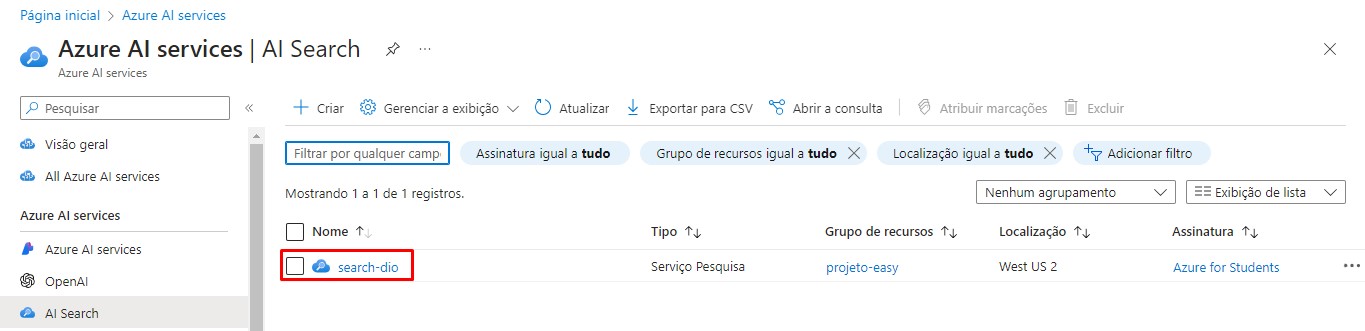 Página inicial > Azure AI services
Azure AI services | AI Search
Azure AI services
Pesquisar
Visão geral
All Azure AI services
Azure AI services
Azure AI services
OpenAI
AI Search
Criar Gerenciar a exibição Atualizar Exportar para CSV Abrir a consulta Atribuir marcações Excluir
Filtrar por qualquer camp Assinatura igual a tudo Grupo de recursos igual a tudo Localização igual a tudo Adicionar filtro
Mostrando 1 a 1 de 1 registros. Nenhum agrupamento Exibição de lista
Nome Tipo Grupo de recursos Localização Assinatura
search-dio Serviço Pesquisa projeto-easy West US 2 Azure for Students